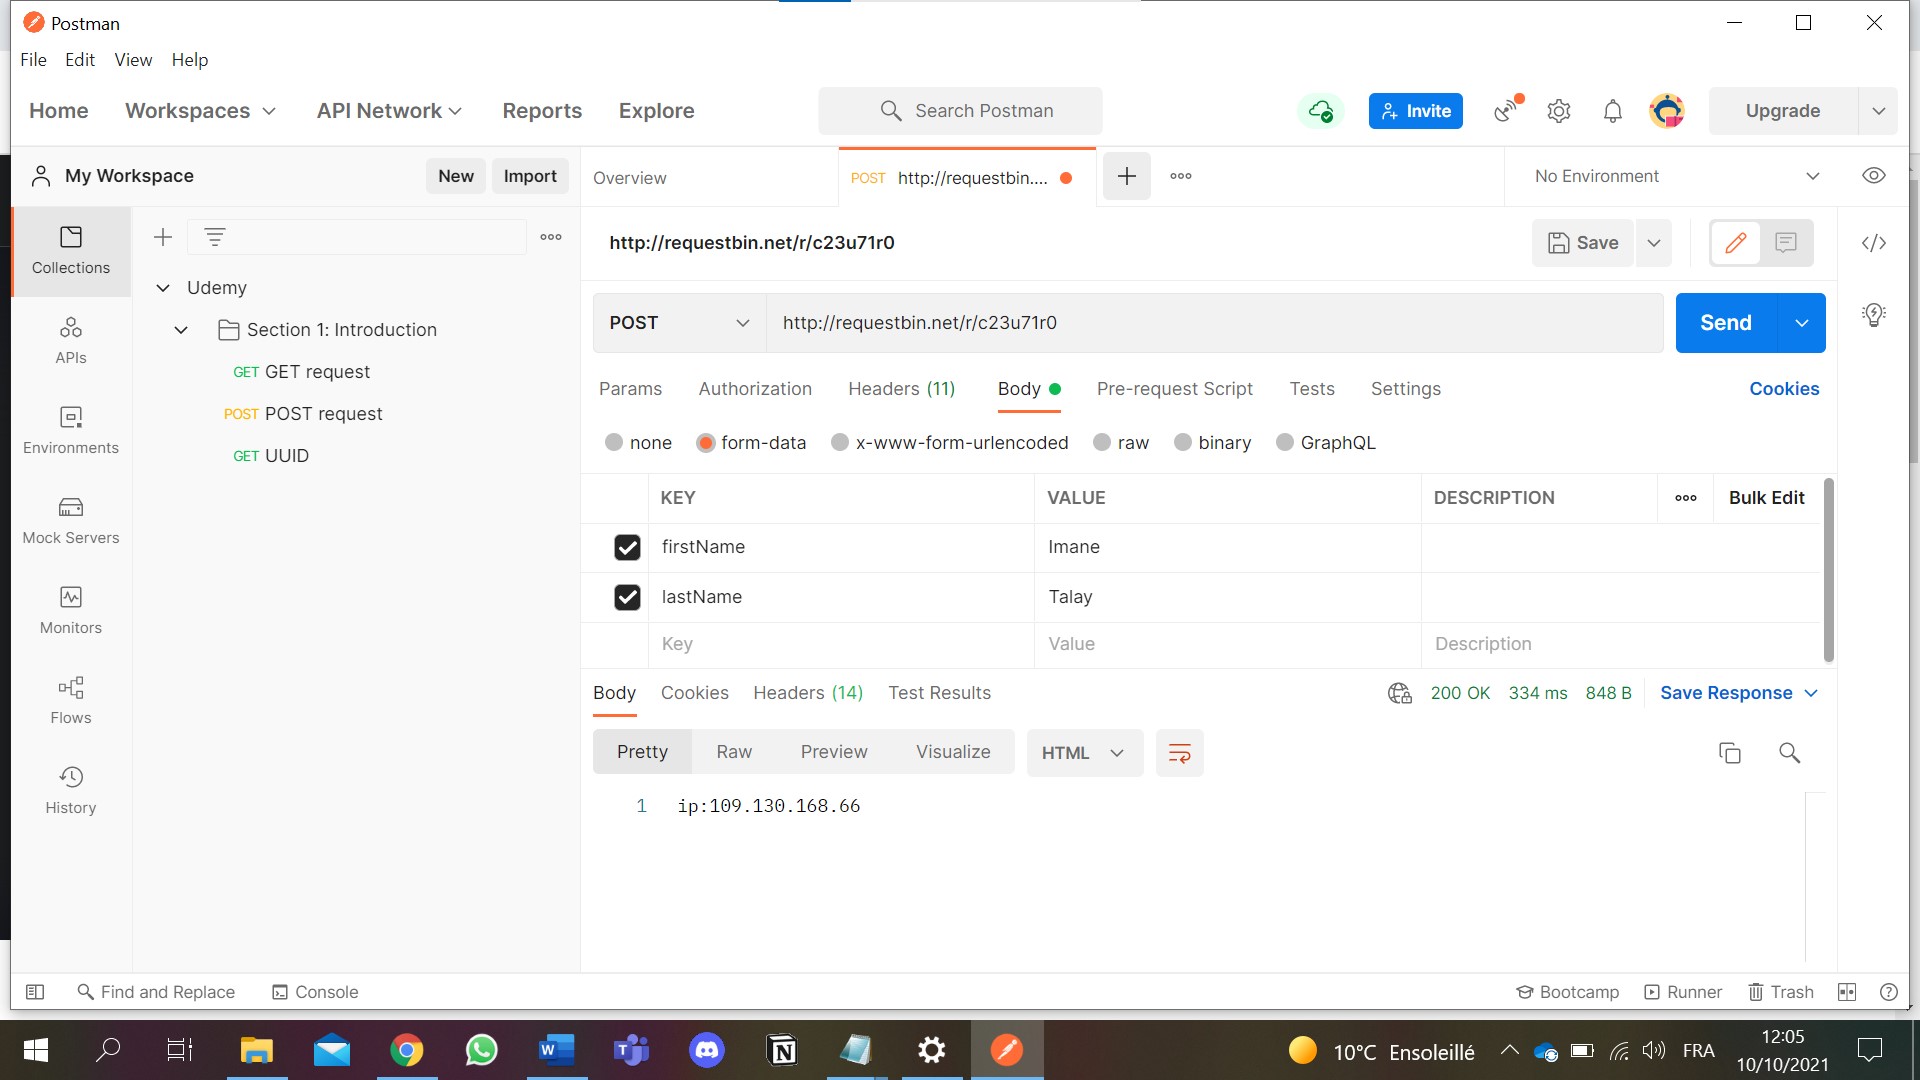 Postman
File Edit View Help
Home Workspaces API Network Reports Explore Search Postman Invite Upgrade
My Workspace New Import Overview POST http://requestbin.... No Environment
Collections
APIs
Environments
Mock Servers
Monitors
Flows
History
Udemy
Section 1: Introduction
GET GET request
POST POST request
GET UUID
http://requestbin.net/r/c23u71r0 Save
POST http://requestbin.net/r/c23u71r0 Send
Params Authorization Headers (11) Body Pre-request Script Tests Settings Cookies
none form-data x-www-form-urlencoded raw binary GraphQL
KEY VALUE DESCRIPTION Bulk Edit
firstName Imane
lastName Talay
Key Value Description
Body Cookies Headers (14) Test Results 200 OK 334 ms 848 B Save Response
Pretty Raw Preview Visualize HTML
1 ip:109.130.168.66
Find and Replace Console Bootcamp Runner Trash
10°C Ensoleillé FRA 12:05
10/10/2021